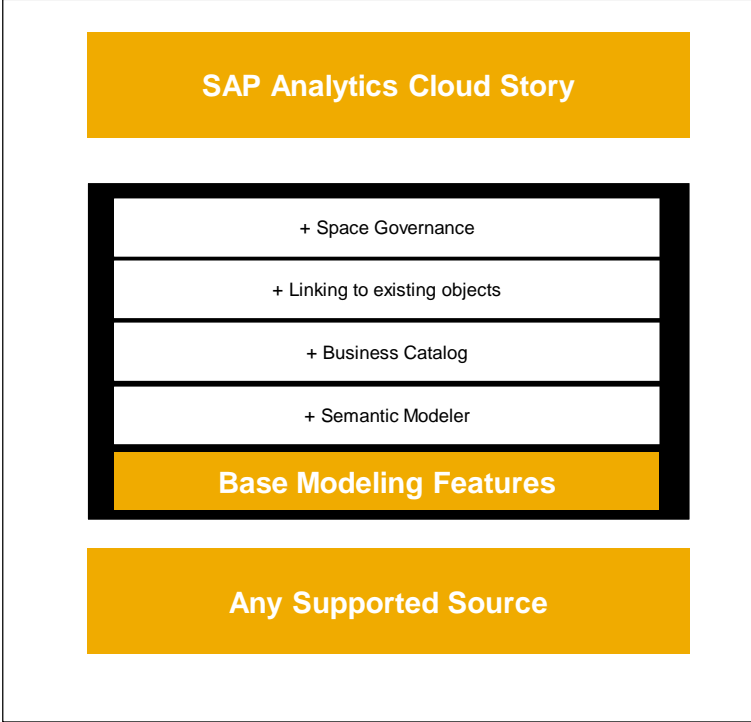 SAP Analytics Cloud Story
+ Space Governance
+ Linking to existing objects
+ Business Catalog
+ Semantic Modeler
Base Modeling Features
Any Supported Source